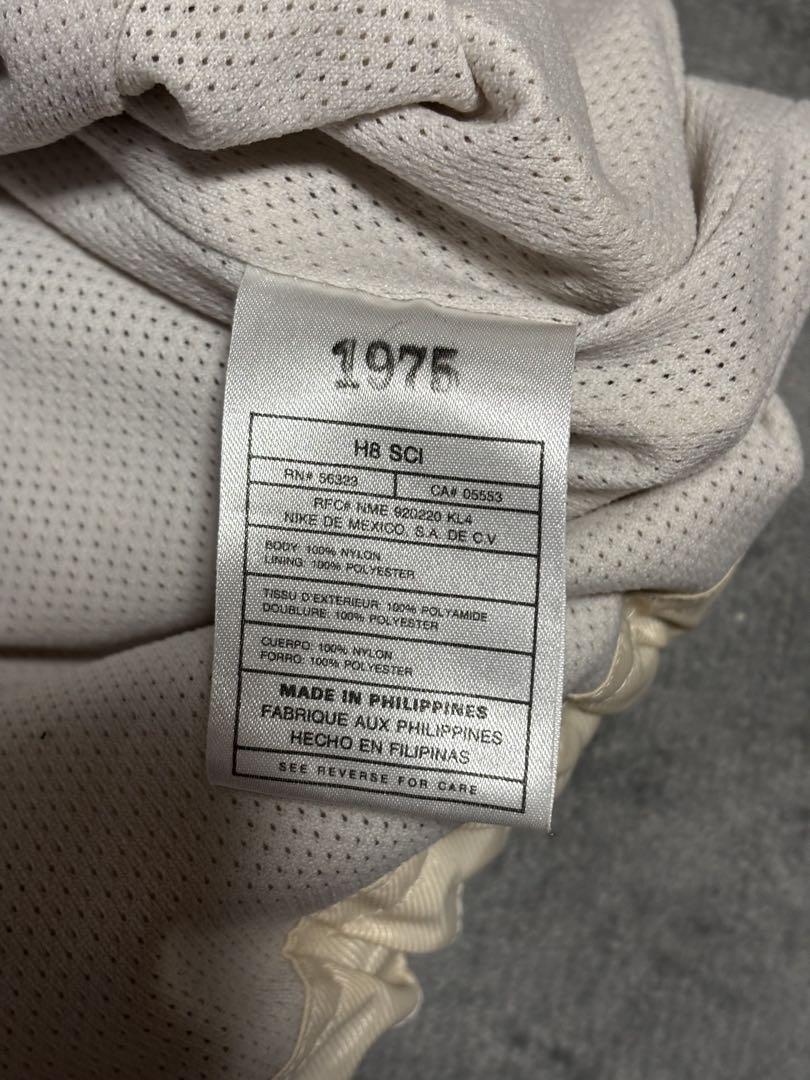 1975
H8 SCI
RN# 56323 CA# 05553
RFC# NME 920220 KL4
NIKE DE MEXICO, S.A. DE C.V
BODY: 100% NYLON
LINING: 100% POLYESTER
TISSU D'EXTERIEUR: 100% POLYAMIDE
DOUBLURE: 100% POLYESTER
CUERPO: 100% NYLON
FORRO: 100% POLYESTER
MADE IN PHILIPPINES
FABRIQUE AUX PHILIPPINES
HECHO EN FILIPINAS
SEE REVERSE FOR CARE